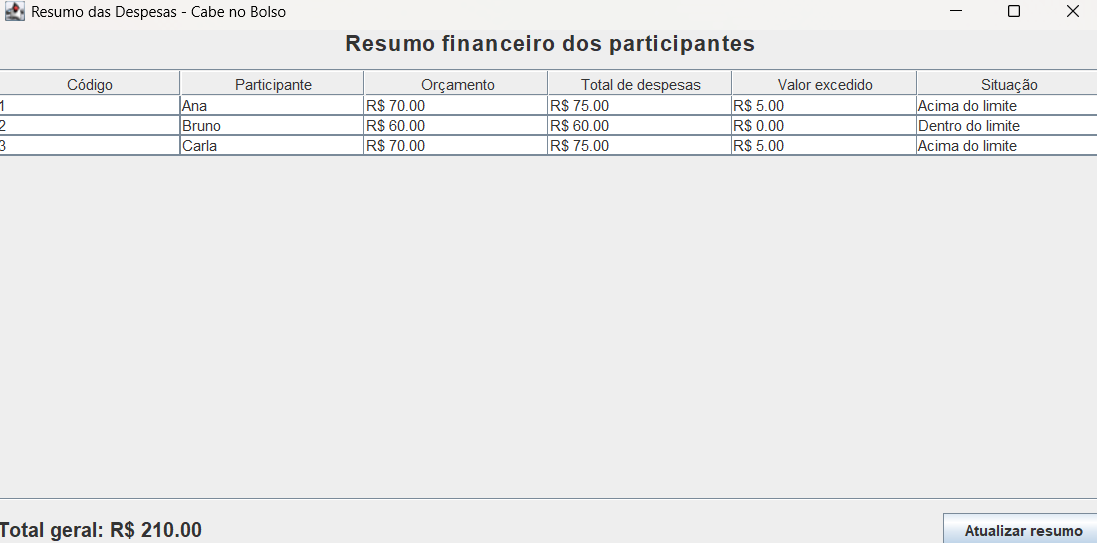 Resumo das Despesas - Cabe no Bolso
Resumo financeiro dos participantes
Código Participante Orçamento Total de despesas Valor excedido Situação
1 Ana R$ 70.00 R$ 75.00 R$ 5.00 Acima do limite
2 Bruno R$ 60.00 R$ 60.00 R$ 0.00 Dentro do limite
3 Carla R$ 70.00 R$ 75.00 R$ 5.00 Acima do limite
Total geral: R$ 210.00 Atualizar resumo